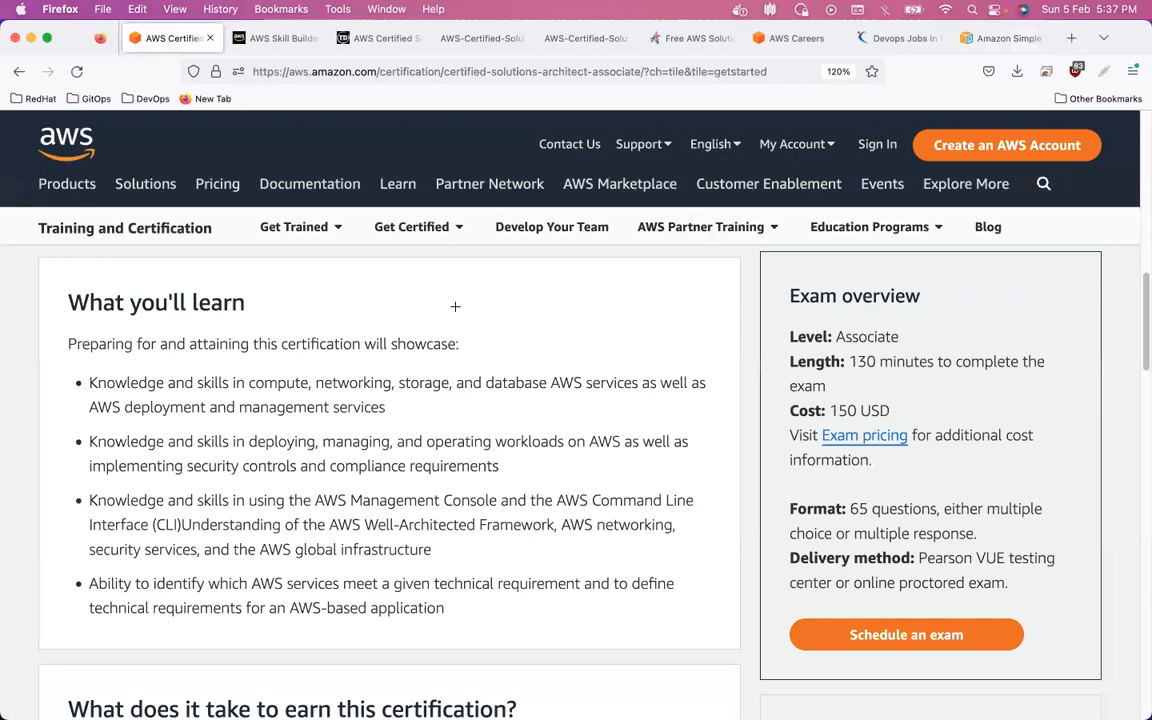 Firefox File Edit View History Bookmarks Tools Window Help Sun 5 Feb 5:37 PM
AWS Certified AWS Skill Builde AWS Certified S AWS-Certified-Solu AWS-Certified-Solu Free AWS Soluti AWS Careers Devops Jobs In Amazon Simple
https://aws.amazon.com/certification/certified-solutions-architect-associate/?ch=tile&tile=getstarted 120% 83
RedHat GitOps DevOps New Tab Other Bookmarks
aws
Contact Us Support English My Account Sign In Create an AWS Account
Products Solutions Pricing Documentation Learn Partner Network AWS Marketplace Customer Enablement Events Explore More
Training and Certification Get Trained Get Certified Develop Your Team AWS Partner Training Education Programs Blog
What you'll learn
Preparing for and attaining this certification will showcase:
• Knowledge and skills in compute, networking, storage, and database AWS services as well as
AWS deployment and management services
• Knowledge and skills in deploying, managing, and operating workloads on AWS as well as
implementing security controls and compliance requirements
• Knowledge and skills in using the AWS Management Console and the AWS Command Line
Interface (CLI)Understanding of the AWS Well-Architected Framework, AWS networking,
security services, and the AWS global infrastructure
• Ability to identify which AWS services meet a given technical requirement and to define
technical requirements for an AWS-based application
What does it take to earn this certification?
Exam overview
Level: Associate
Length: 130 minutes to complete the
exam
Cost: 150 USD
Visit Exam pricing for additional cost
information.
Format: 65 questions, either multiple
choice or multiple response.
Delivery method: Pearson VUE testing
center or online proctored exam.
Schedule an exam